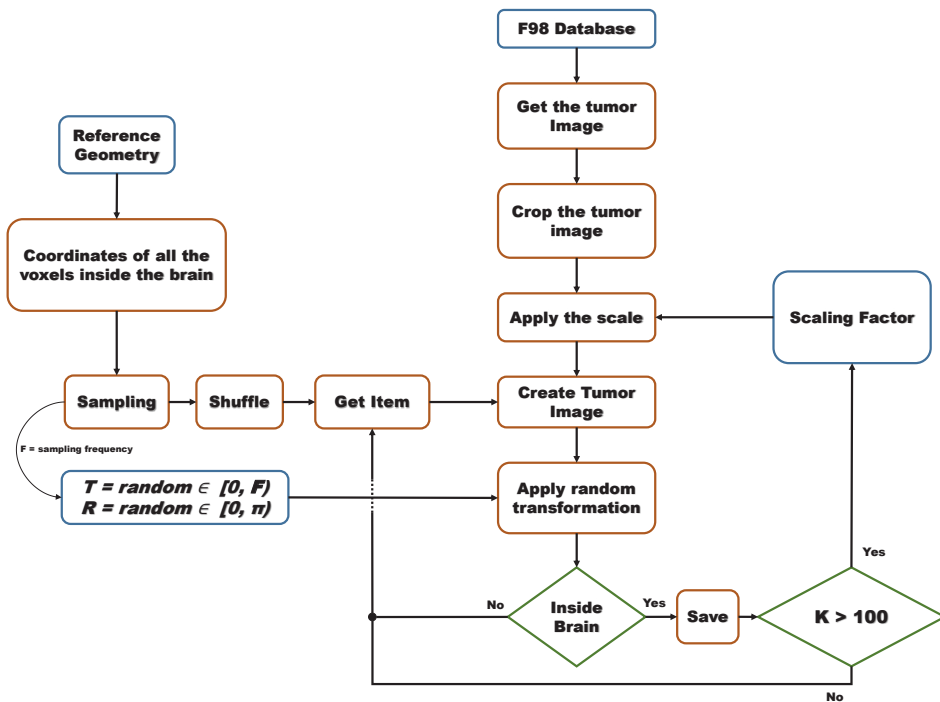 F98 Database
Get the tumor
Image
Reference
Geometry
Crop the tumor
image
Coordinates of all the
voxels inside the brain
Apply the scale
Scaling Factor
Sampling
Shuffle
Get Item
Create Tumor
Image
F = sampling frequency
T = random ∈ [0, F)
R = random ∈ [0, π)
Apply random
transformation
Yes
No
Inside
Brain
Yes
Save
K > 100
No